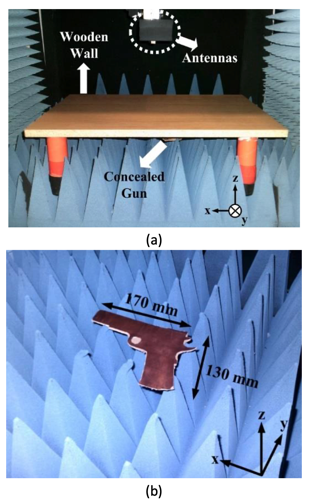 Wooden
Wall
Antennas
Concealed
Gun
z
x
y
(a)
170 mm
130 mm
z
y
x
(b)